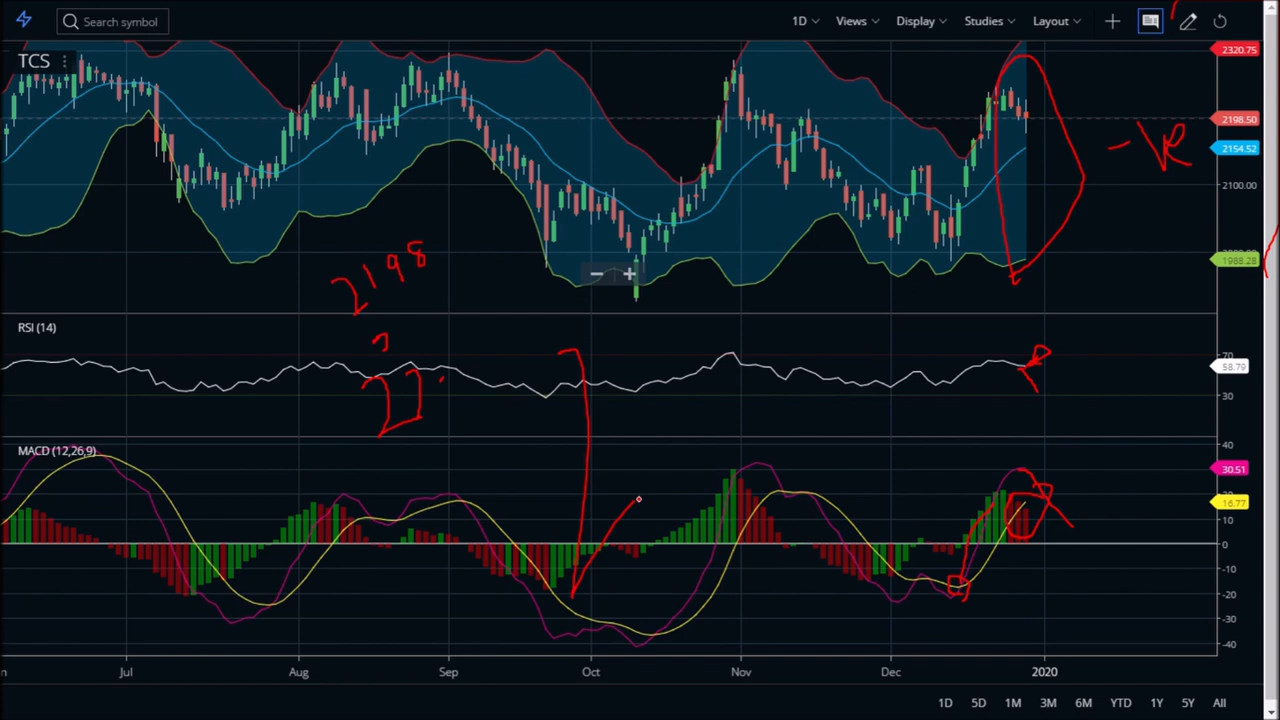 Search symbol
1D Views Display Studies Layout
TCS
2320.75
2198.50
2154.52
2100.00
1988.28
-ve
2198
RSI (14)
70
58.79
30
MACD (12,26,9)
40
30.51
20
16.77
10
0
-10
-20
-30
-40
Jul Aug Sep Oct Nov Dec 2020
1D 5D 1M 3M 6M YTD 1Y 5Y All